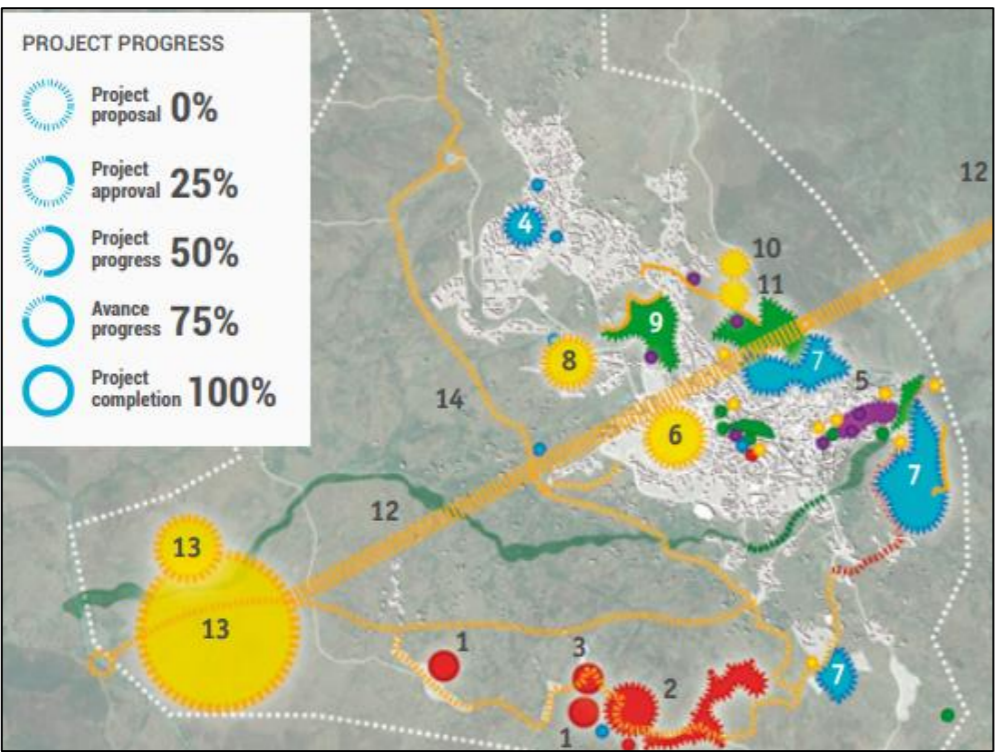 PROJECT PROGRESS
Project
proposal 0%
Project
approval 25%
Project
progress 50%
Avance
progress 75%
Project
completion 100%
12
4
10
11
9
7
8
5
14
6
7
12
13
13
1
3
2
7
1